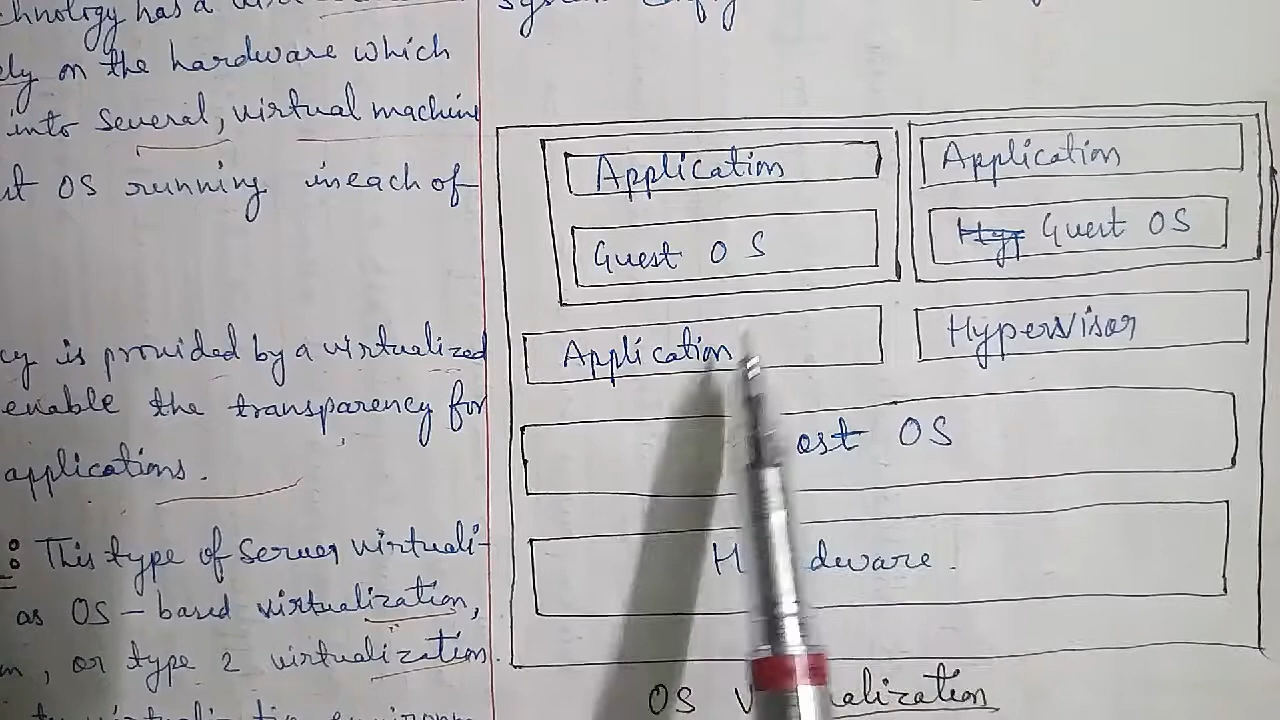 chnology has a
ly on the hardware which
into several, virtual machine
ut OS running in each of
cy is provided by a virtualized
enable the transparency for
applications.
: This type of server virtuali-
as OS-based virtualization,
or type 2 virtualization
system
Application
Guest OS
Application
Guest OS
Application
Hypervisor
ost OS
H dware.
OS V alization